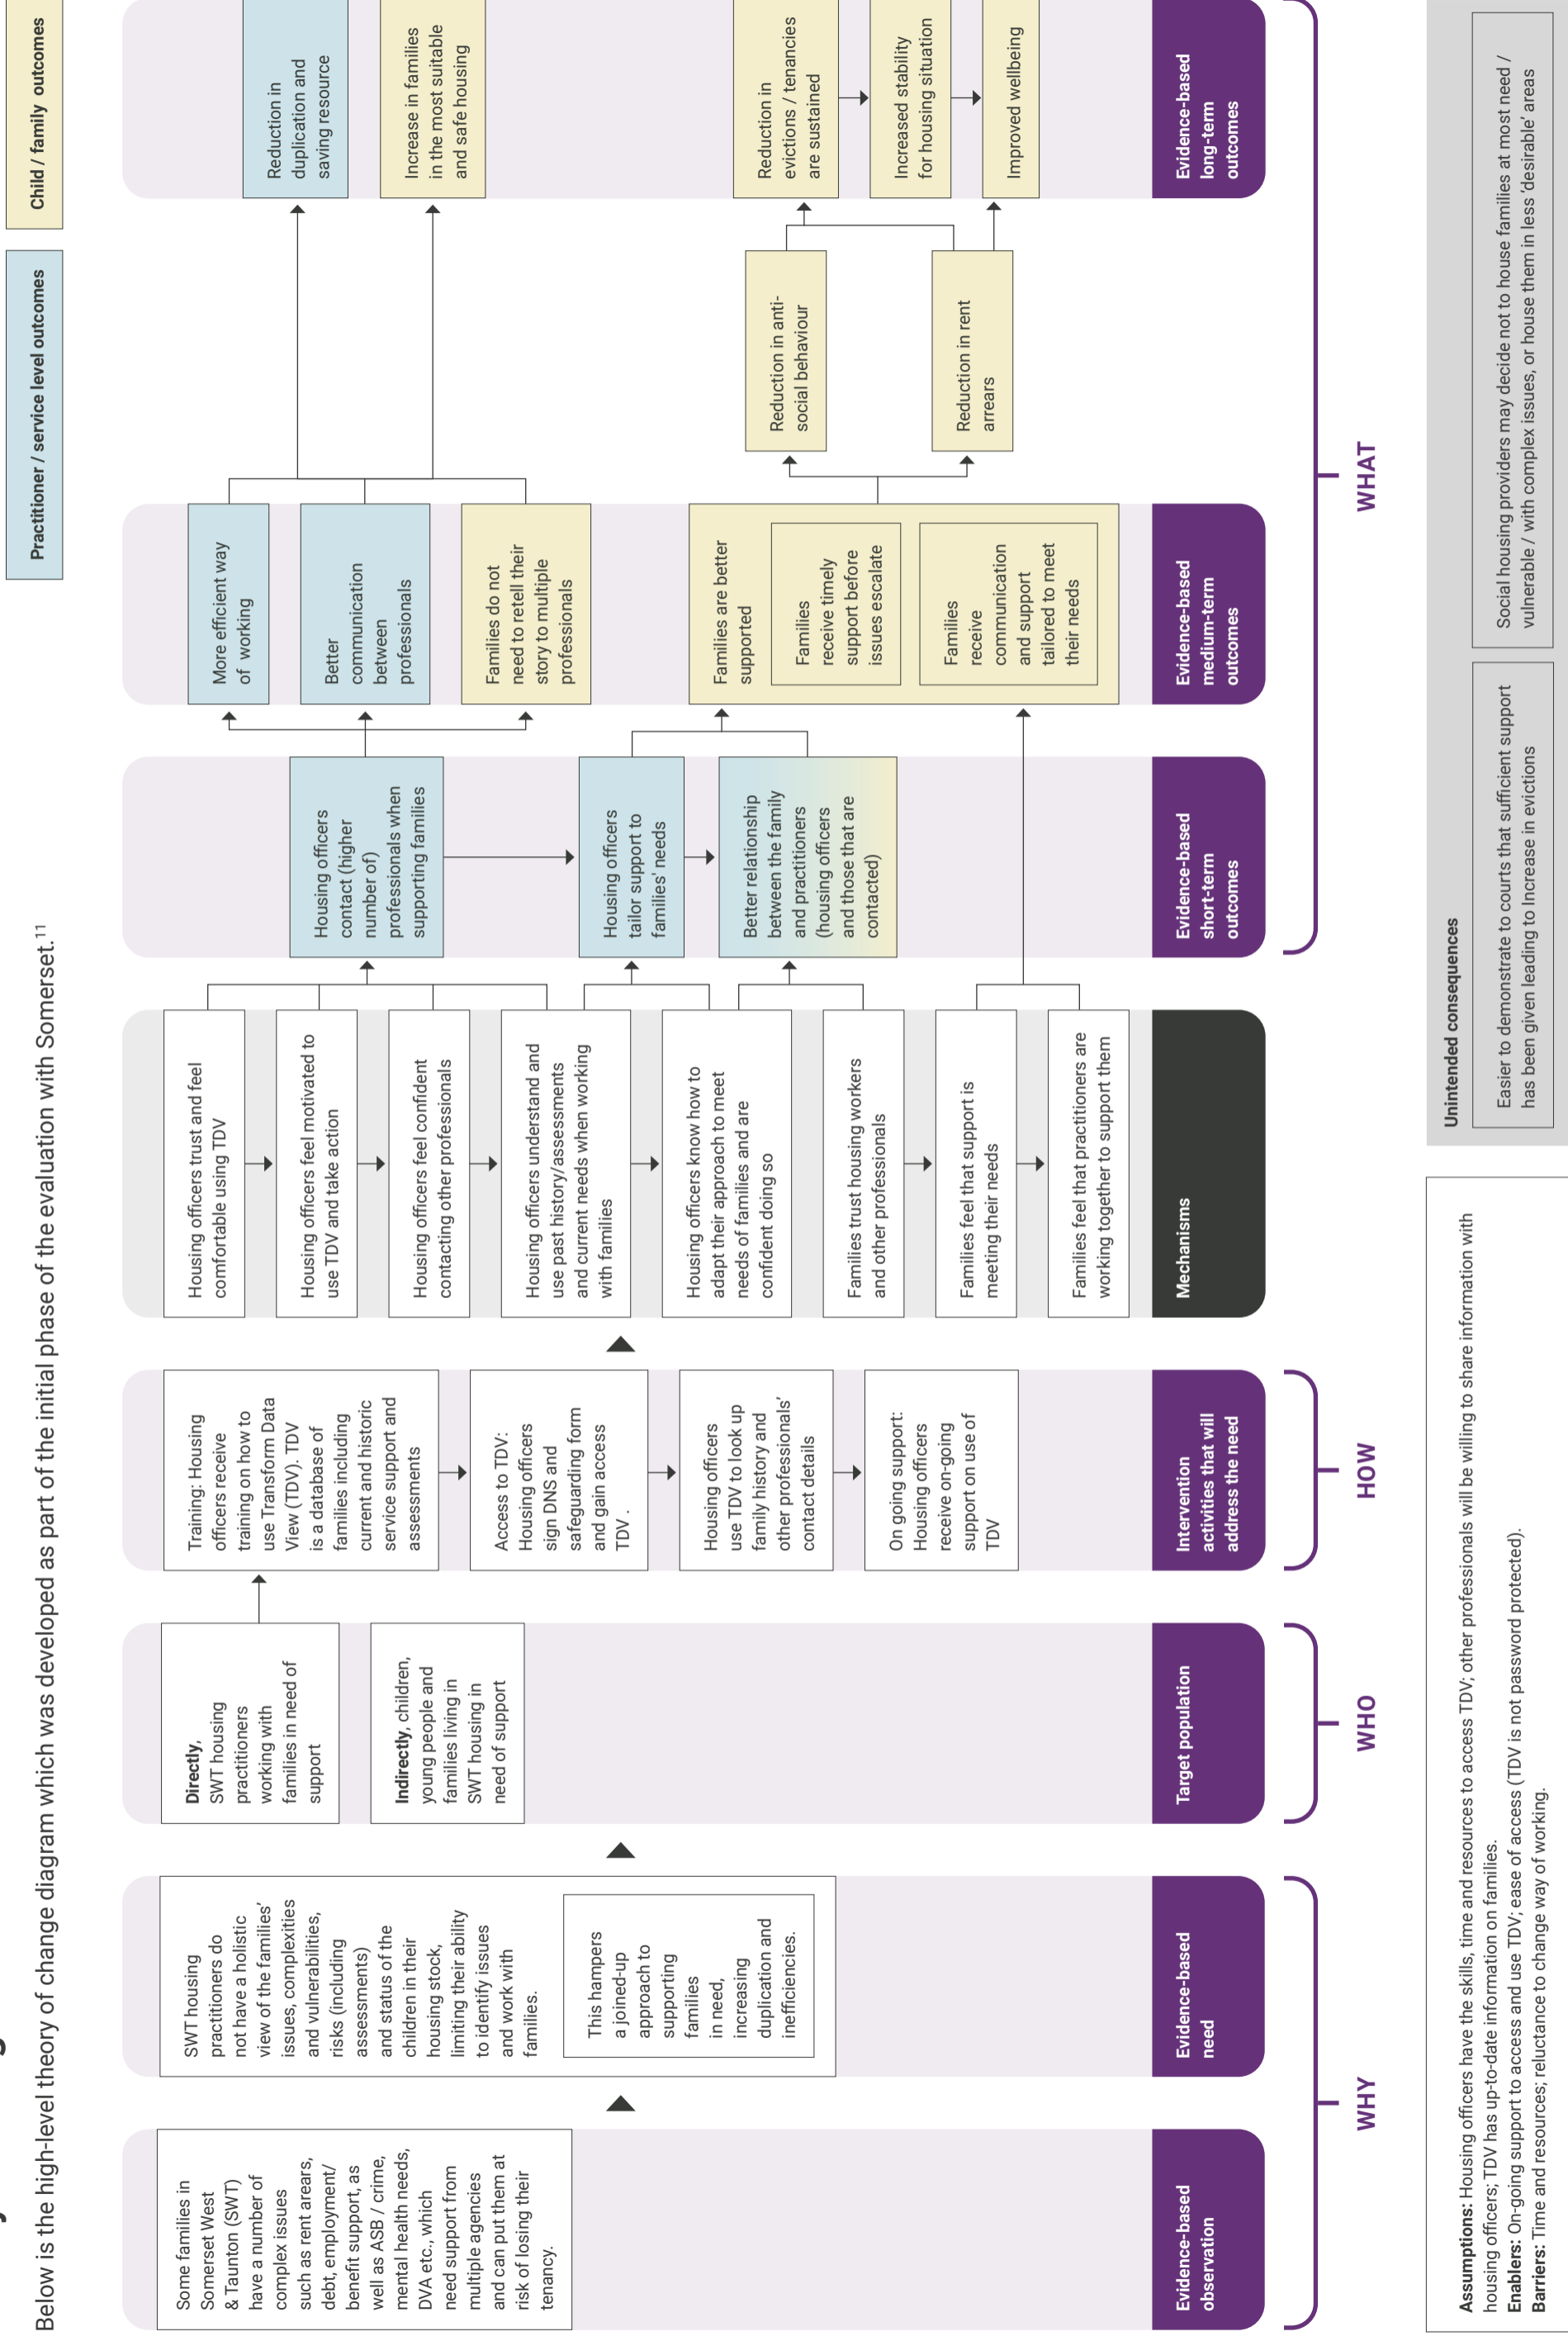 Practitioner / service level outcomes
Child / family outcomes
Below is the high-level theory of change diagram which was developed as part of the initial phase of the evaluation with Somerset.11
Some families in
Somerset West
& Taunton (SWT)
have a number of
complex issues
such as rent arears,
debt, employment/
benefit support, as
well as ASB / crime,
mental health needs,
DVA etc., which
need support from
multiple agencies
and can put them at
risk of losing their
tenancy.
Evidence-based
observation
SWT housing
practitioners do
not have a holistic
view of the families’
issues, complexities
and vulnerabilities,
risks (including
assessments)
and status of the
children in their
housing stock,
limiting their ability
to identify issues
and work with
families.
This hampers
a joined-up
approach to
supporting
families
in need,
increasing
duplication and
inefficiencies.
Evidence-based
need
WHY
Directly,
SWT housing
practitioners
working with
families in need of
support
Indirectly, children,
young people and
families living in
SWT housing in
need of support
Target population
WHO
Training: Housing
officers receive
training on how to
use Transform Data
View (TDV). TDV
is a database of
families including
current and historic
service support and
assessments
Access to TDV:
Housing officers
sign DNS and
safeguarding form
and gain access
TDV .
Housing officers
use TDV to look up
family history and
other professionals’
contact details
On going support:
Housing officers
receive on-going
support on use of
TDV
Intervention
activities that will
address the need
HOW
Housing officers trust and feel
comfortable using TDV
Housing officers feel motivated to
use TDV and take action
Housing officers feel confident
contacting other professionals
Housing officers understand and
use past history/assessments
and current needs when working
with families
Housing officers know how to
adapt their approach to meet
needs of families and are
confident doing so
Families trust housing workers
and other professionals
Families feel that support is
meeting their needs
Families feel that practitioners are
working together to support them
Mechanisms
Housing officers
contact (higher
number of)
professionals when
supporting families
Housing officers
tailor support to
families’ needs
Better relationship
between the family
and practitioners
(housing officers
and those that are
contacted)
Evidence-based
short-term
outcomes
More efficient way
of working
Better
communication
between
professionals
Families do not
need to retell their
story to multiple
professionals
Families are better
supported
Families
receive timely
support before
issues escalate
Families
receive
communication
and support
tailored to meet
their needs
Evidence-based
medium-term
outcomes
Reduction in anti-
social behaviour
Reduction in rent
arrears
Reduction in
duplication and
saving resource
Increase in families
in the most suitable
and safe housing
Reduction in
evictions / tenancies
are sustained
Increased stability
for housing situation
Improved wellbeing
Evidence-based
long-term
outcomes
WHAT
Assumptions: Housing officers have the skills, time and resources to access TDV; other professionals will be willing to share information with
housing officers; TDV has up-to-date information on families.
Enablers: On-going support to access and use TDV; ease of access (TDV is not password protected).
Barriers: Time and resources; reluctance to change way of working.
Unintended consequences
Easier to demonstrate to courts that sufficient support
has been given leading to Increase in evictions
Social housing providers may decide not to house families at most need /
vulnerable / with complex issues, or house them in less ‘desirable’ areas